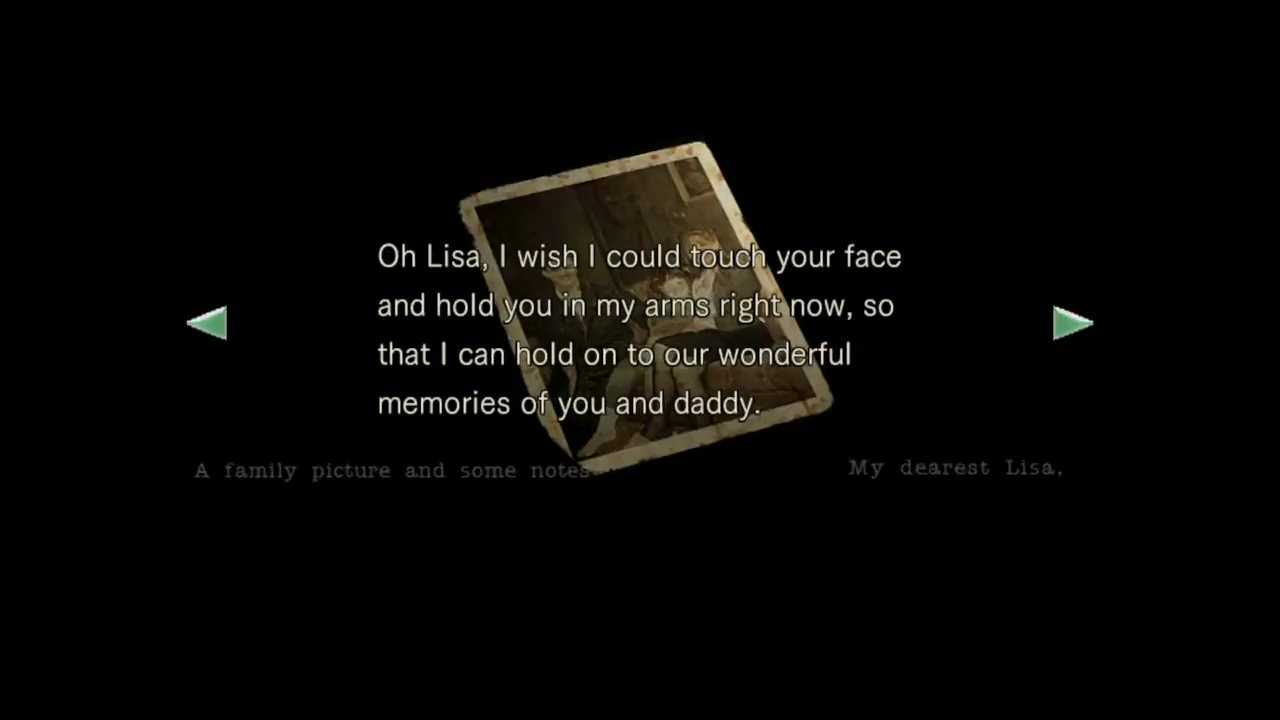 Oh Lisa, I wish I could touch your face
and hold you in my arms right now, so
that I can hold on to our wonderful
memories of you and daddy.
A family picture and some notes
My dearest Lisa,